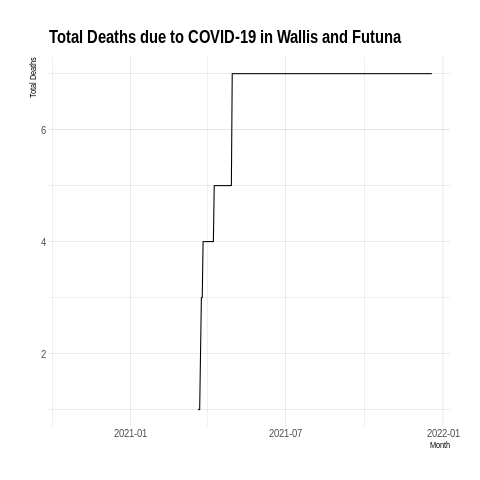 Total Deaths due to COVID-19 in Wallis and Futuna
Total Deaths
6
4
2
2021-01
2021-07
2022-01
Month